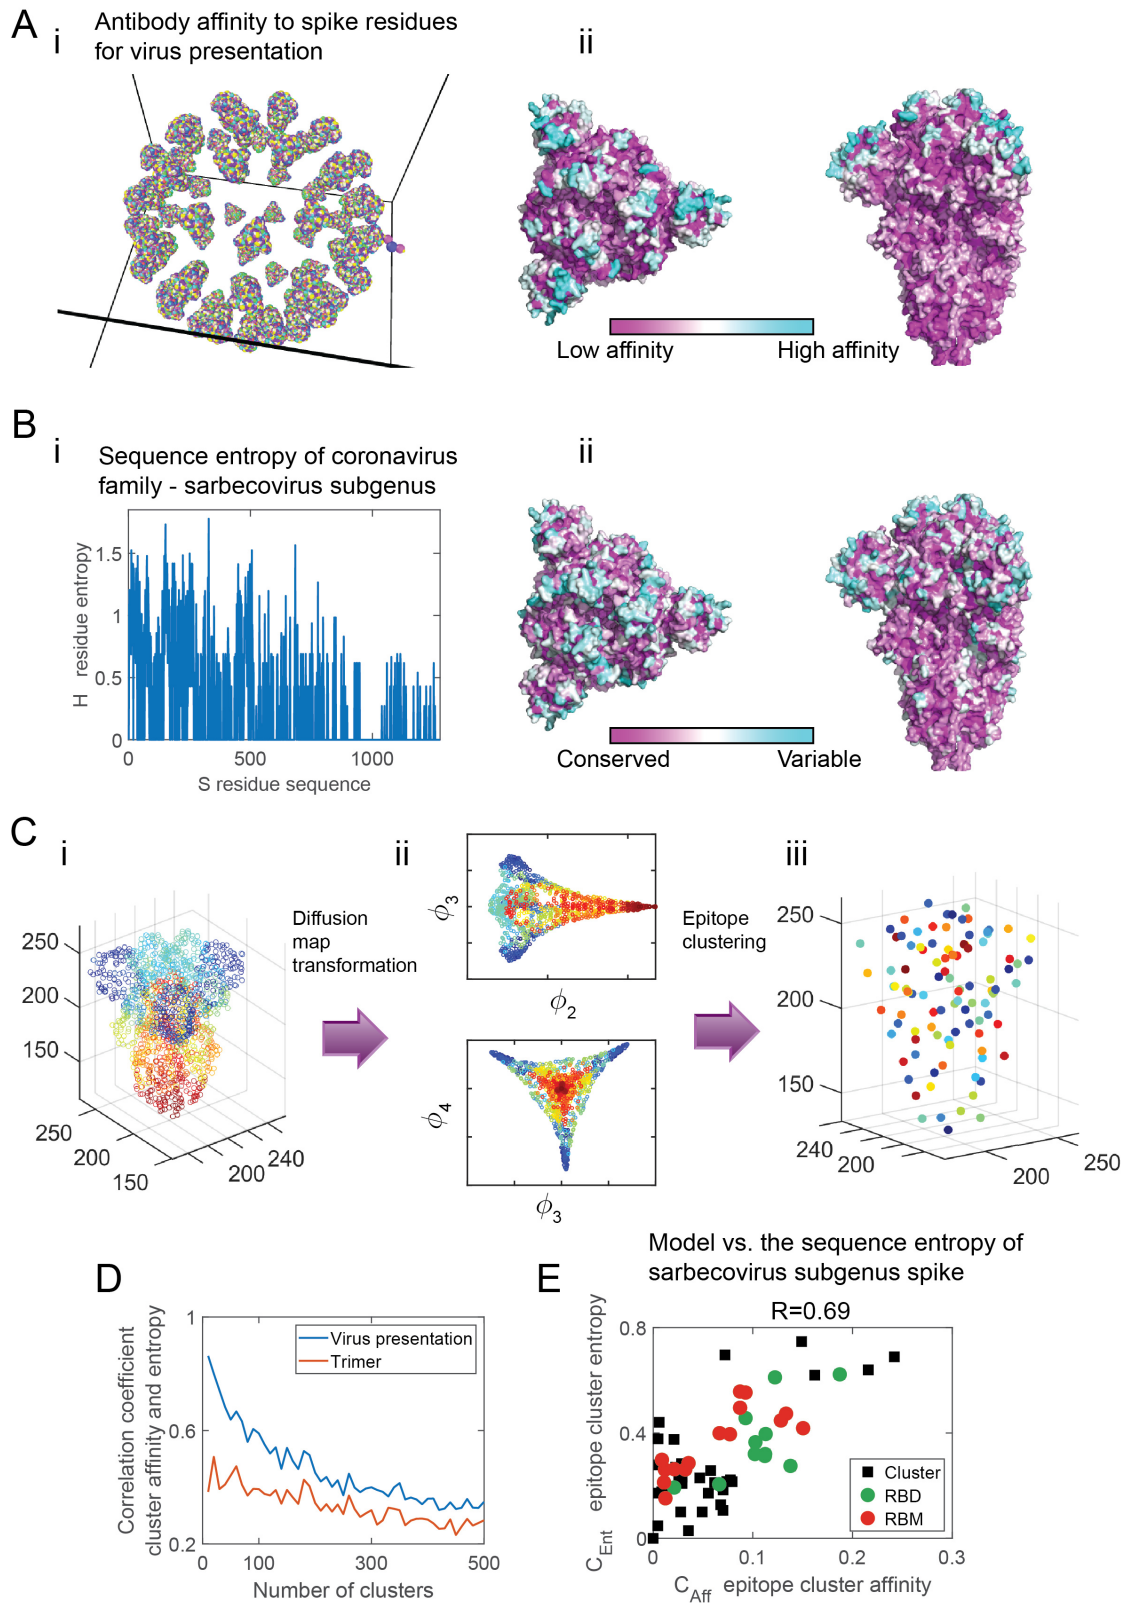 A
i
Antibody affinity to spike residues
for virus presentation
ii
Low affinity
High affinity
B
i
Sequence entropy of coronavirus
family - sarbecovirus subgenus
H residue entropy
1.5
1
0.5
0
0
500
1000
S residue sequence
ii
Conserved
Variable
C
i
250
200
150
250
200
150
200
240
Diffusion
map
transformation
ii
ϕ3
ϕ2
ϕ4
ϕ3
Epitope
clustering
iii
250
200
150
240
200
200
250
D
Correlation coefficient
cluster affinity and entropy
1
0.6
0.2
0
100
300
500
Number of clusters
Virus presentation
Trimer
E
Model vs. the sequence entropy of
sarbecovirus subgenus spike
R=0.69
CEnt epitope cluster entropy
0.8
0.4
0
0
0.1
0.2
0.3
CAff epitope cluster affinity
Cluster
RBD
RBM